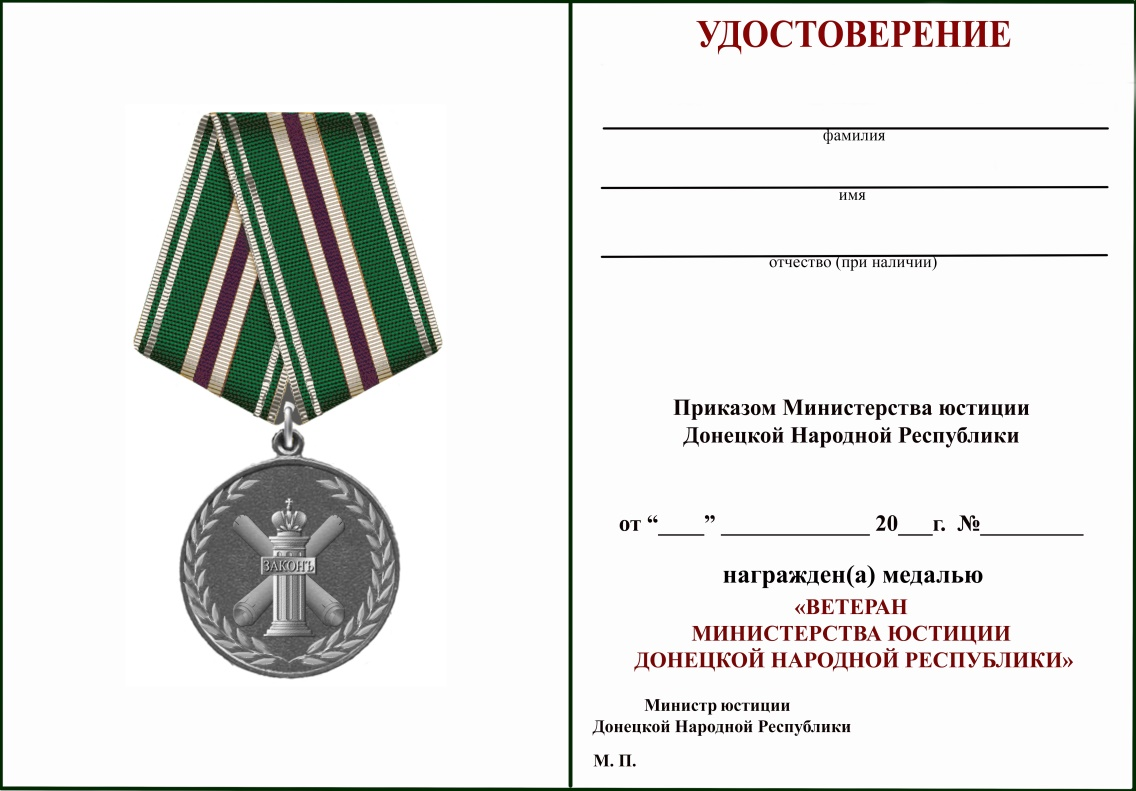 ЗАКОНЪ
УДОСТОВЕРЕНИЕ
фамилия
имя
отчество (при наличии)
Приказом Министерства юстиции
Донецкой Народной Республики
от “____” _____________ 20___г. №_________
награжден(а) медалью
«ВЕТЕРАН
МИНИСТЕРСТВА ЮСТИЦИИ
ДОНЕЦКОЙ НАРОДНОЙ РЕСПУБЛИКИ»
Министр юстиции
Донецкой Народной Республики
М. П.